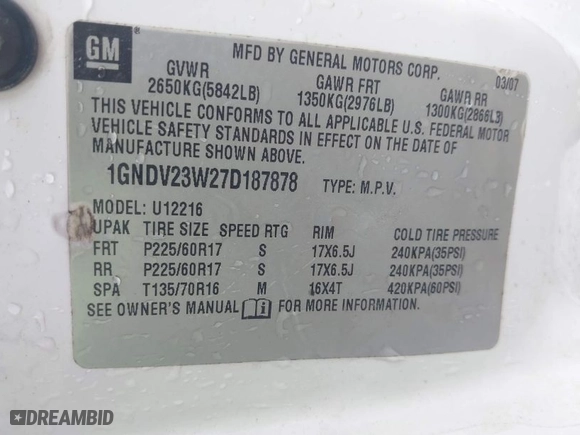 GM ®
MFD BY GENERAL MOTORS CORP.
03/07
GVWR GAWR FRT GAWR RR
2650KG(5842LB) 1350KG(2976LB) 1300KG(2866LB)
THIS VEHICLE CONFORMS TO ALL APPLICABLE U.S. FEDERAL MOTOR
VEHICLE SAFETY STANDARDS IN EFFECT ON THE DATE OF
MANUFACTURE SHOWN ABOVE.
1GNDV23W27D187878 TYPE: M.P.V.
MODEL: U12216
UPAK TIRE SIZE SPEED RTG RIM COLD TIRE PRESSURE
FRT P225/60R17 S 17X6.5J 240KPA(35PSI)
RR P225/60R17 S 17X6.5J 240KPA(35PSI)
SPA T135/70R16 M 16X4T 420KPA(60PSI)
SEE OWNER'S MANUAL i FOR MORE INFORMATION.
DREAMBID